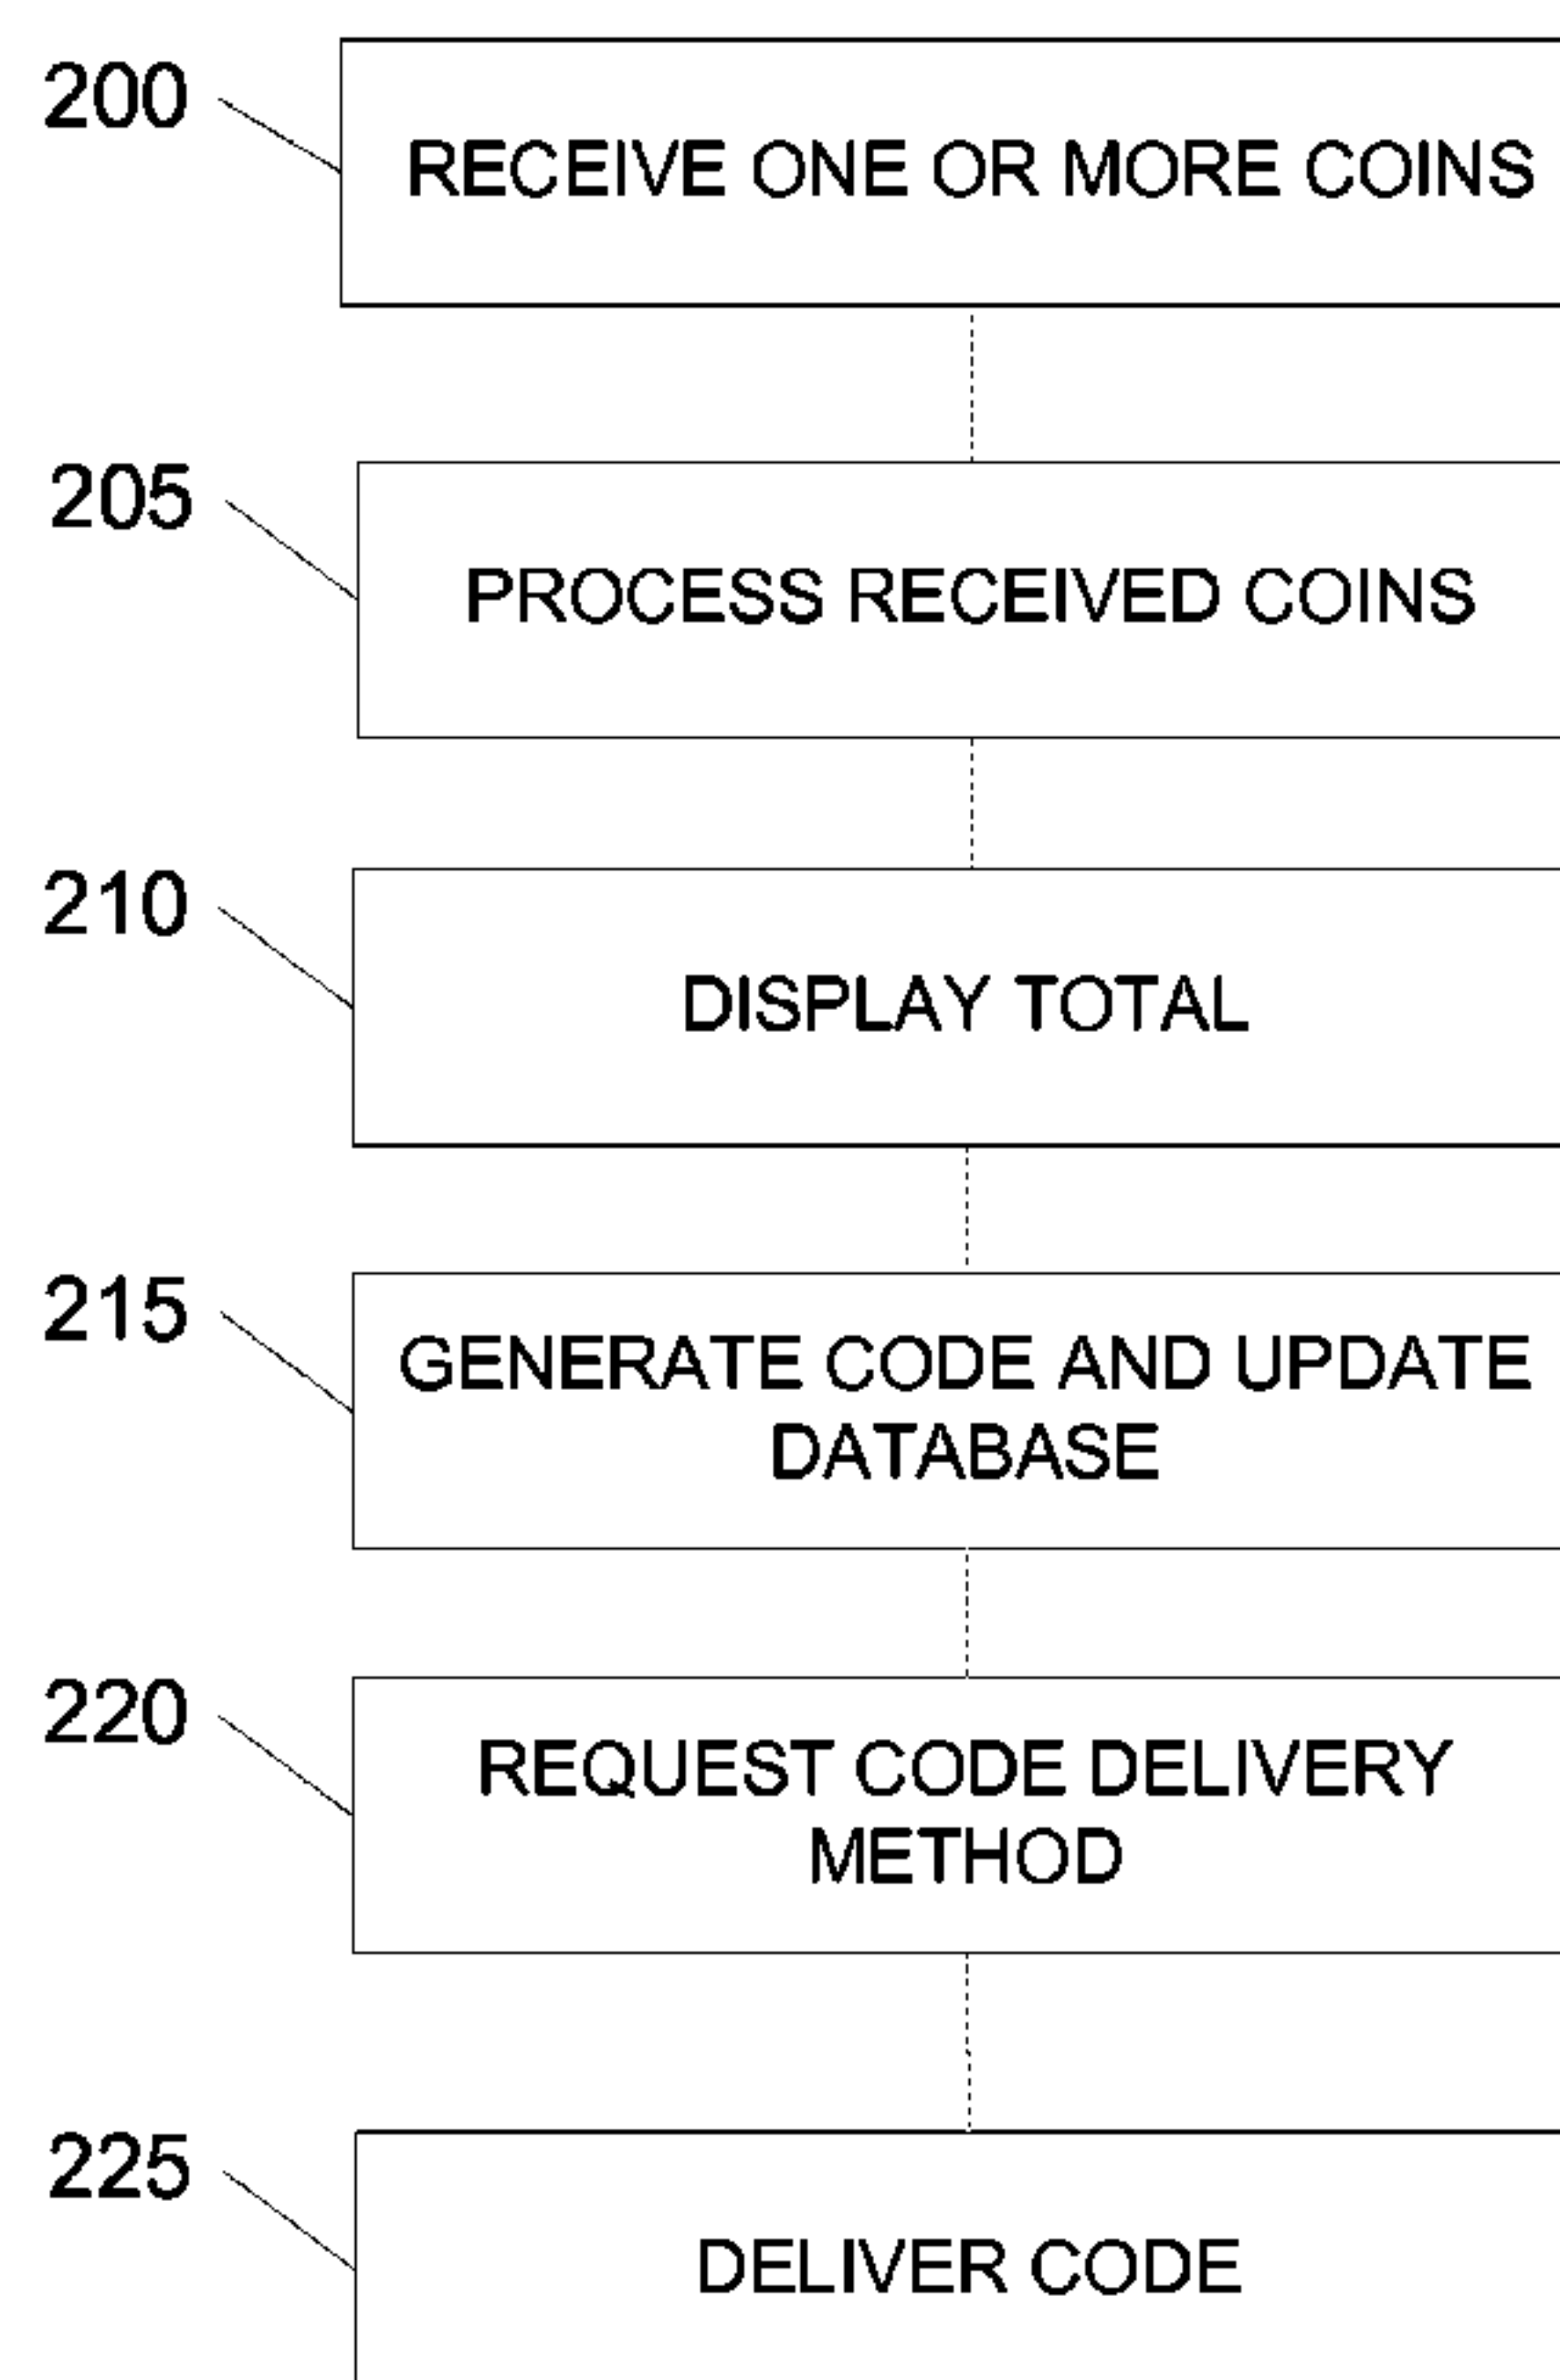 200
RECEIVE ONE OR MORE COINS
205
PROCESS RECEIVED COINS
210
DISPLAY TOTAL
215
GENERATE CODE AND UPDATE
DATABASE
220
REQUEST CODE DELIVERY
METHOD
225
DELIVER CODE